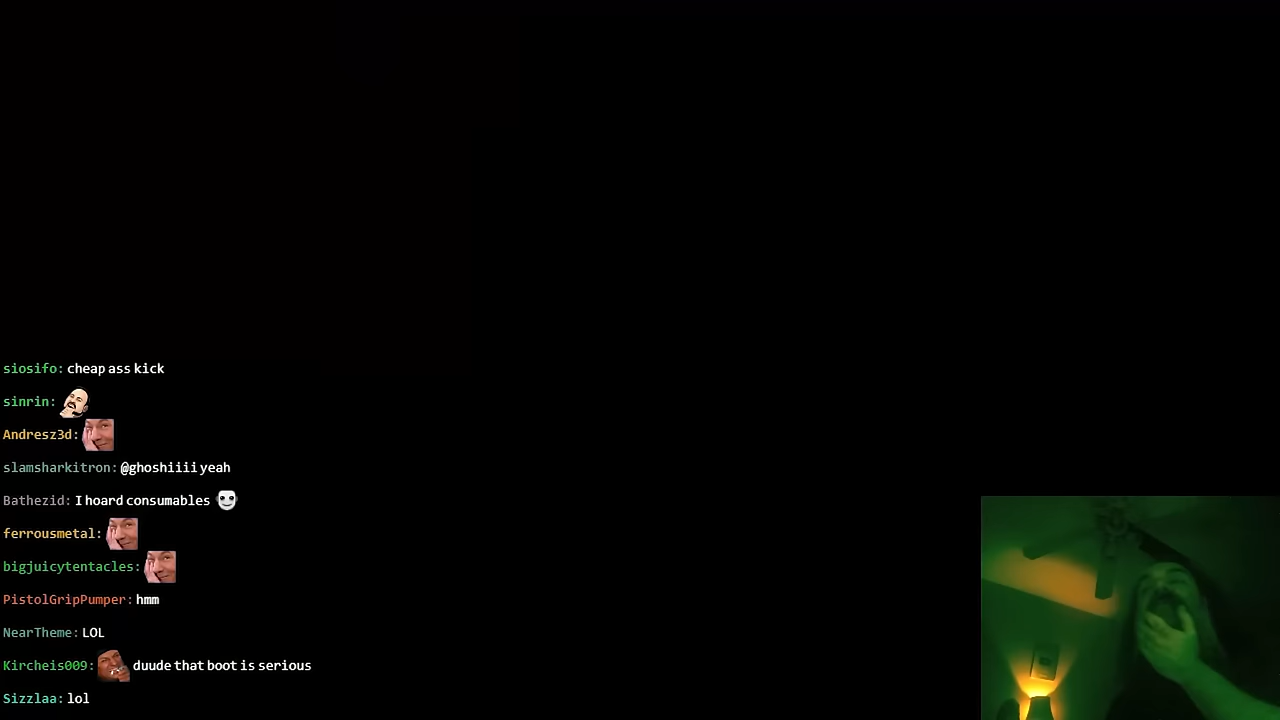 siosifo: cheap ass kick
sinrin:
Andresz3d:
slamsharkitron: @ghoshiiii yeah
Bathezid: I hoard consumables
ferrousmetal:
bigjuicytentacles:
PistolGripPumper: hmm
NearTheme: LOL
Kircheis009: duude that boot is serious
Sizzlaa: lol